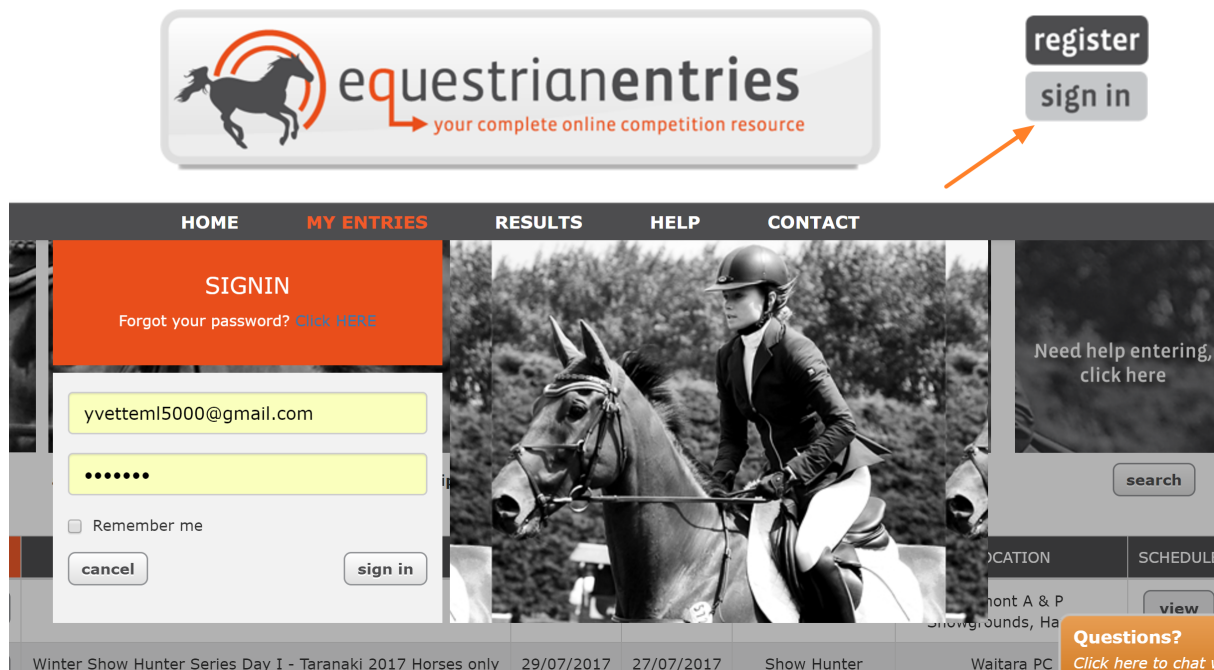 equestrianentries
your complete online competition resource
register
sign in
HOME MY ENTRIES RESULTS HELP CONTACT
SIGNIN
Forgot your password? Click HERE
yvetteml5000@gmail.com
•••••••
Remember me
cancel sign in
Need help entering,
click here
search
OCATION SCHEDULE
mont A & P
Showgrounds, Ha
view
Winter Show Hunter Series Day I - Taranaki 2017 Horses only 29/07/2017 27/07/2017 Show Hunter Waitara PC
Questions?
Click here to chat